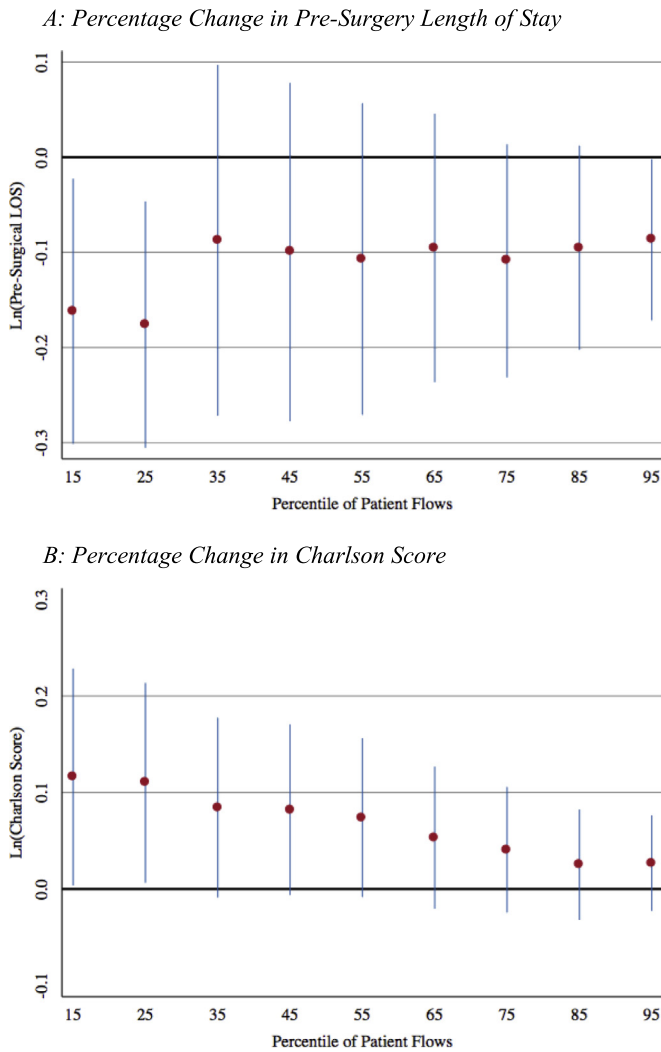 A: Percentage Change in Pre-Surgery Length of Stay
0.1
0.0
-0.1
-0.2
-0.3
Ln(Pre-Surgical LOS)
15 25 35 45 55 65 75 85 95
Percentile of Patient Flows
B: Percentage Change in Charlson Score
0.3
0.2
0.1
0.0
-0.1
Ln(Charlson Score)
15 25 35 45 55 65 75 85 95
Percentile of Patient Flows